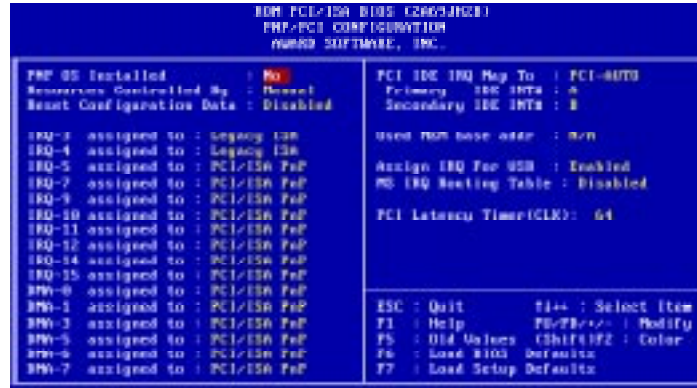 ROM PCI/ISA BIOS (2A69JHZB)
PNP/PCI CONFIGURATION
AWARD SOFTWARE, INC.
PNP OS Installed : No
Resources Controlled By : Manual
Reset Configuration Data : Disabled
IRQ-3 assigned to : Legacy ISA
IRQ-4 assigned to : Legacy ISA
IRQ-5 assigned to : PCI/ISA PnP
IRQ-7 assigned to : PCI/ISA PnP
IRQ-9 assigned to : PCI/ISA PnP
IRQ-10 assigned to : PCI/ISA PnP
IRQ-11 assigned to : PCI/ISA PnP
IRQ-12 assigned to : PCI/ISA PnP
IRQ-14 assigned to : PCI/ISA PnP
IRQ-15 assigned to : PCI/ISA PnP
DMA-0 assigned to : PCI/ISA PnP
DMA-1 assigned to : PCI/ISA PnP
DMA-3 assigned to : PCI/ISA PnP
DMA-5 assigned to : PCI/ISA PnP
DMA-6 assigned to : PCI/ISA PnP
DMA-7 assigned to : PCI/ISA PnP
PCI IDE IRQ Map To : PCI-AUTO
Primary IDE INT# : A
Secondary IDE INT# : B
Used MEM base addr : N/A
Assign IRQ For USB : Enabled
MS IRQ Routing Table : Disabled
PCI Latency Timer(CLK): 64
ESC : Quit ↑↓→← : Select Item
F1 : Help PU/PD/+/- : Modify
F5 : Old Values (Shift)F2 : Color
F6 : Load BIOS Defaults
F7 : Load Setup Defaults